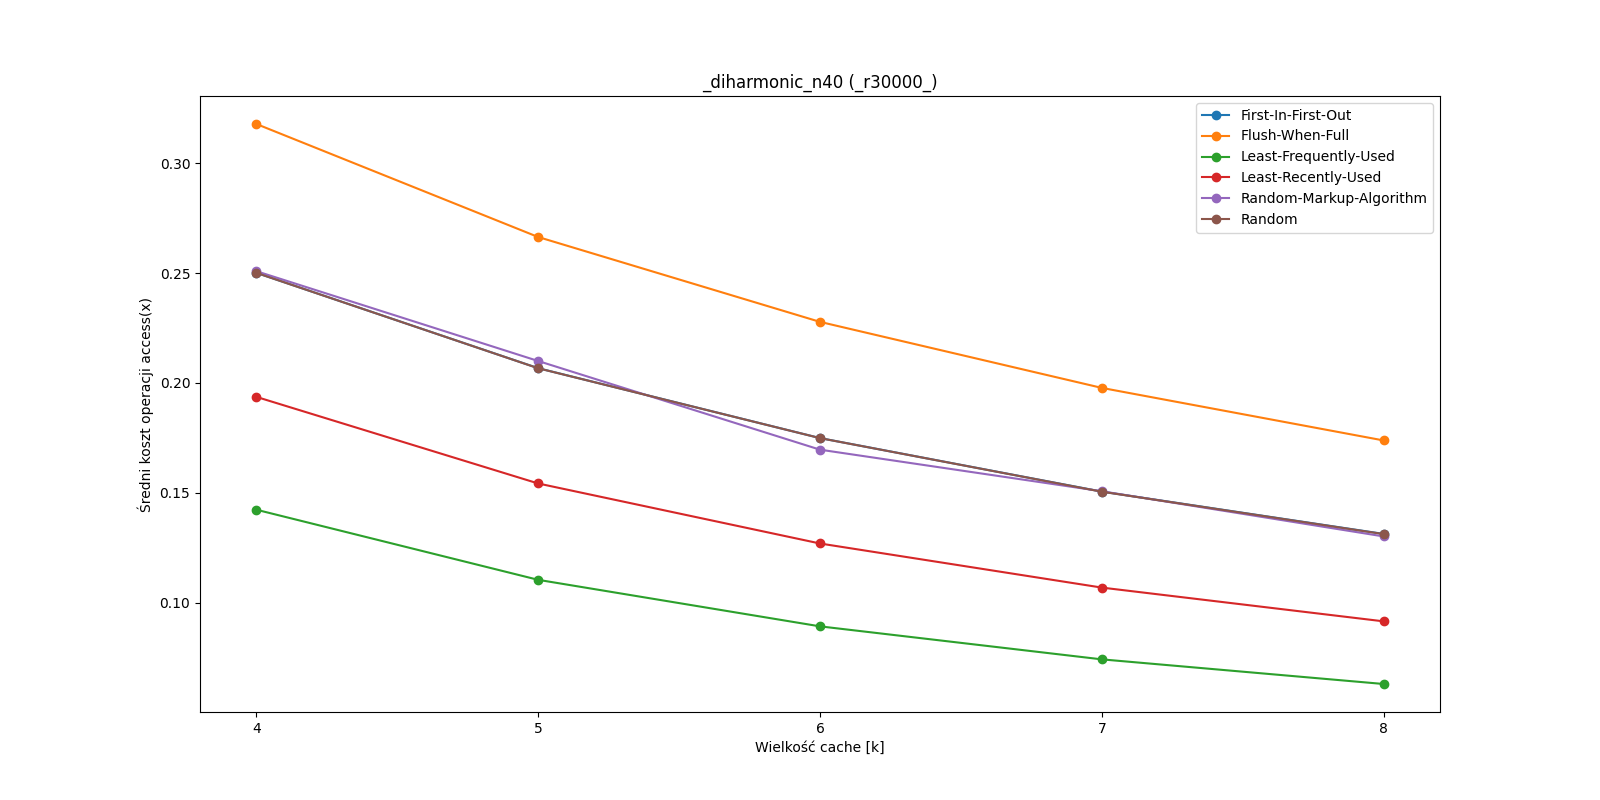 _diharmonic_n40 (_r30000_)
First-In-First-Out
Flush-When-Full
Least-Frequently-Used
Least-Recently-Used
Random-Markup-Algorithm
Random
Średni koszt operacji access(x)
0.30
0.25
0.20
0.15
0.10
4 5 6 7 8
Wielkość cache [k]